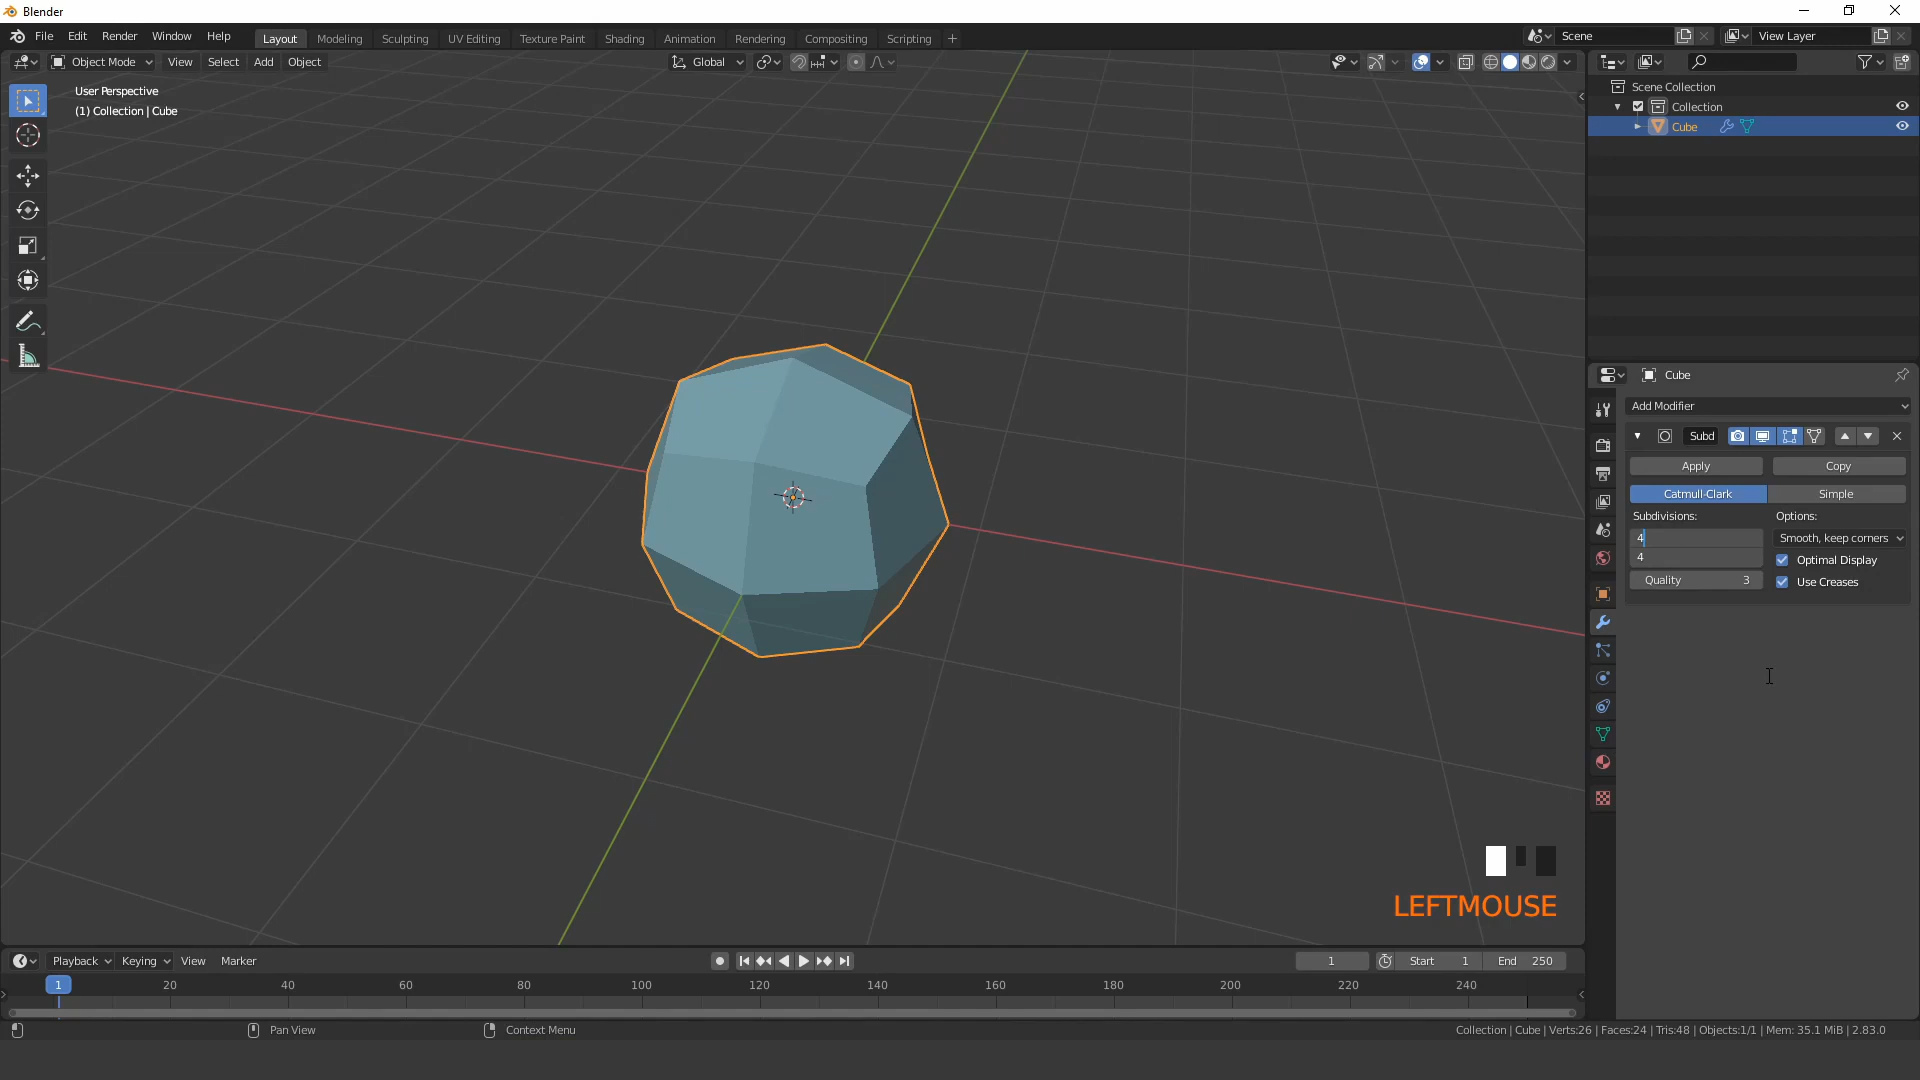 Blender
File Edit Render Window Help
Layout Modeling Sculpting UV Editing Texture Paint Shading Animation Rendering Compositing Scripting +
Scene
View Layer
Object Mode View Select Add Object
Global
User Perspective
(1) Collection | Cube
Scene Collection
Collection
Cube
Cube
Add Modifier
Subd
Apply Copy
Catmull-Clark Simple
Subdivisions: Options:
4 Smooth, keep corners
4 Optimal Display
Quality 3 Use Creases
LEFTMOUSE
Playback Keying View Marker
1 Start 1 End 250
1 20 40 60 80 100 120 140 160 180 200 220 240
Pan View Context Menu
Collection | Cube | Verts:26 | Faces:24 | Tris:48 | Objects:1/1 | Mem: 35.1 MiB | 2.83.0